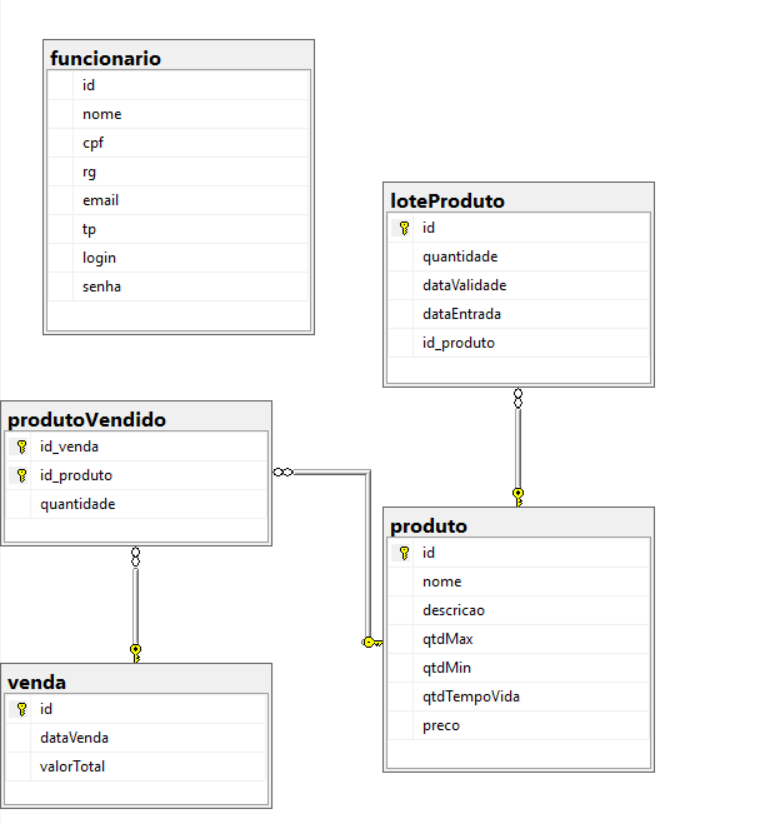 funcionario
id
nome
cpf
rg
email
tp
login
senha
loteProduto
id
quantidade
dataValidade
dataEntrada
id_produto
produtoVendido
id_venda
id_produto
quantidade
produto
id
nome
descricao
qtdMax
qtdMin
qtdTempoVida
preco
venda
id
dataVenda
valorTotal